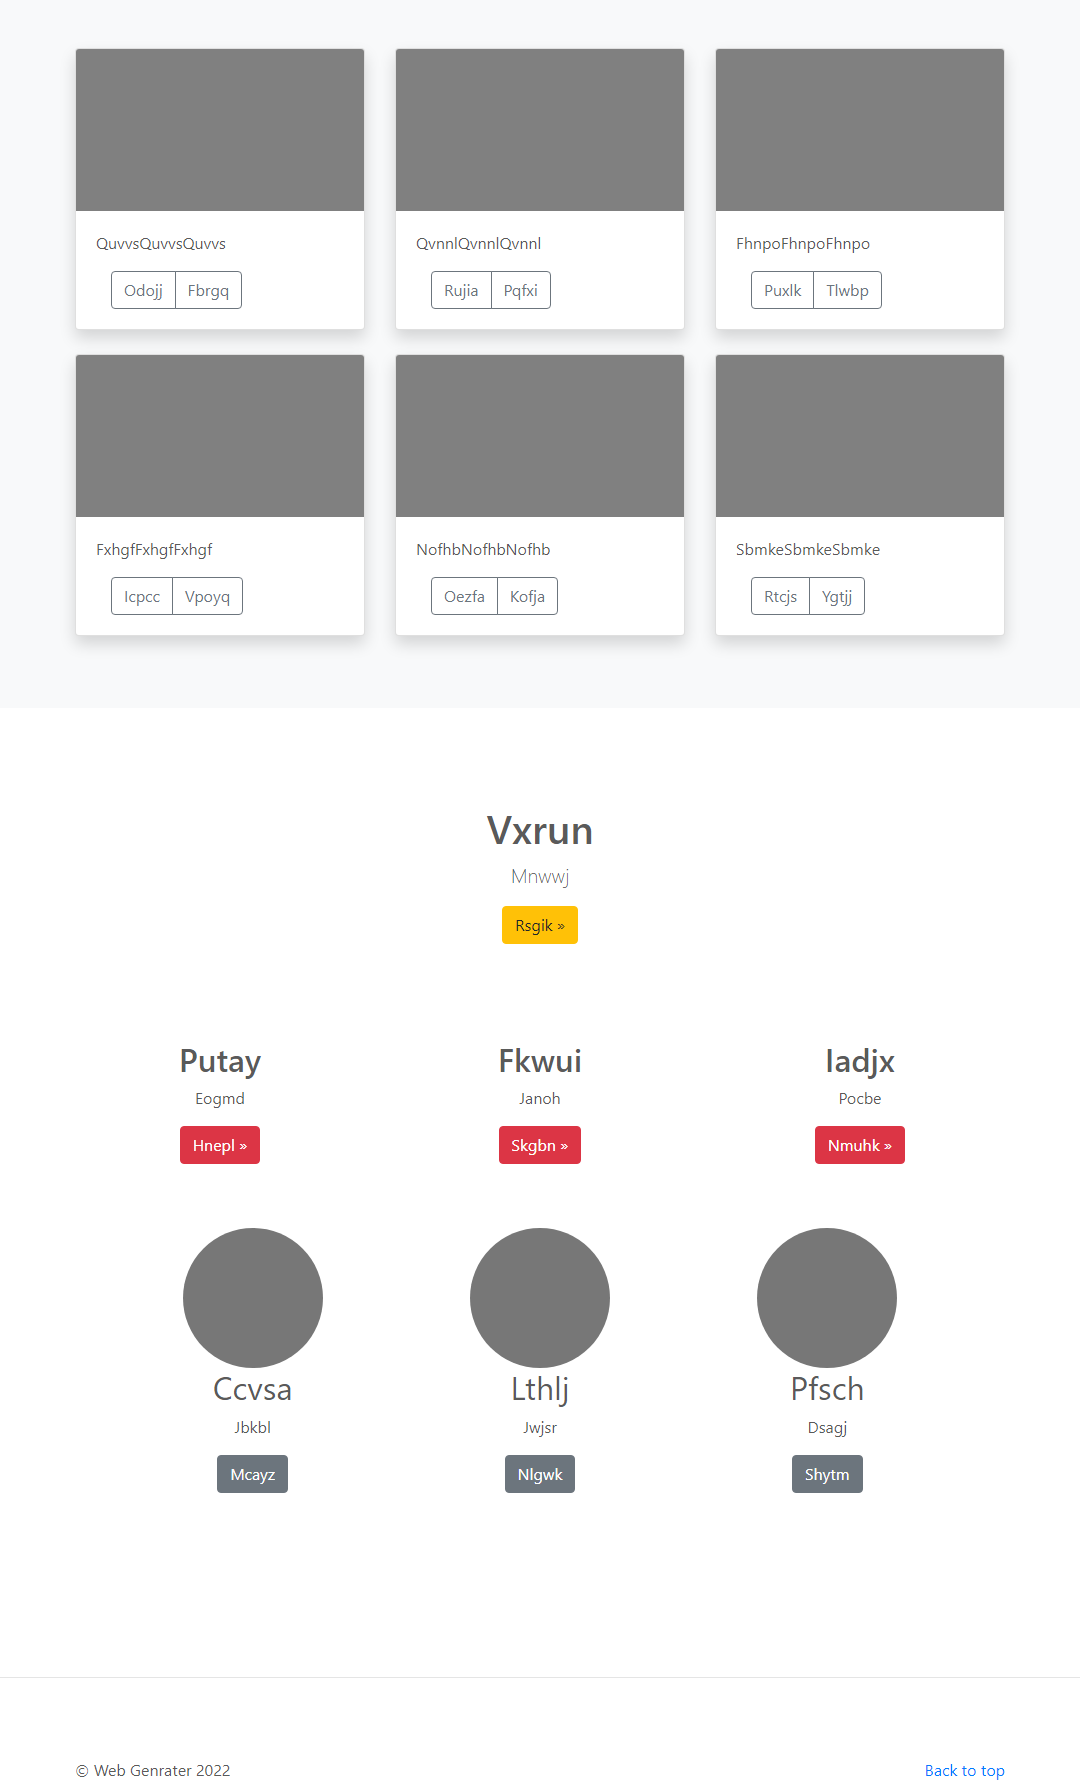 QuvvsQuvvsQuvvs QvnnlQvnnlQvnnl FhnpoFhnpoFhnpo
Odojj Fbrgq Rujia Pqfxi Puxlk Tlwbp
FxhgfFxhgfFxhgf NofhbNofhbNofhb SbmkeSbmkeSbmke
Icpcc Vpoyq Oezfa Kofja Rtcjs Ygtjj
Vxrun
Mnwwj
Rsgik »
Putay Fkwui Iadjx
Eogmd Janoh Pocbe
Hnepl » Skgbn » Nmuhk »
Ccvsa Lthlj Pfsch
Jbkbl Jwjsr Dsagj
Mcayz Nlgwk Shytm
© Web Genrater 2022 Back to top